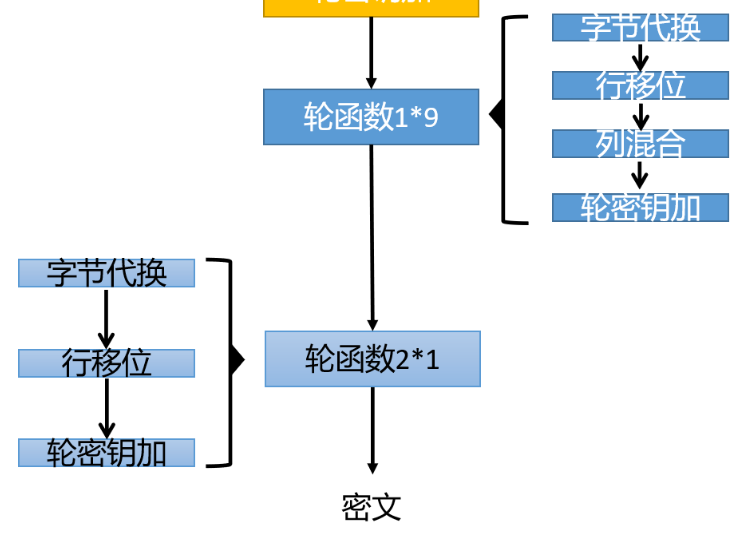 轮函数1*9
字节代换
行移位
列混合
轮密钥加
字节代换
行移位
轮密钥加
轮函数2*1
密文